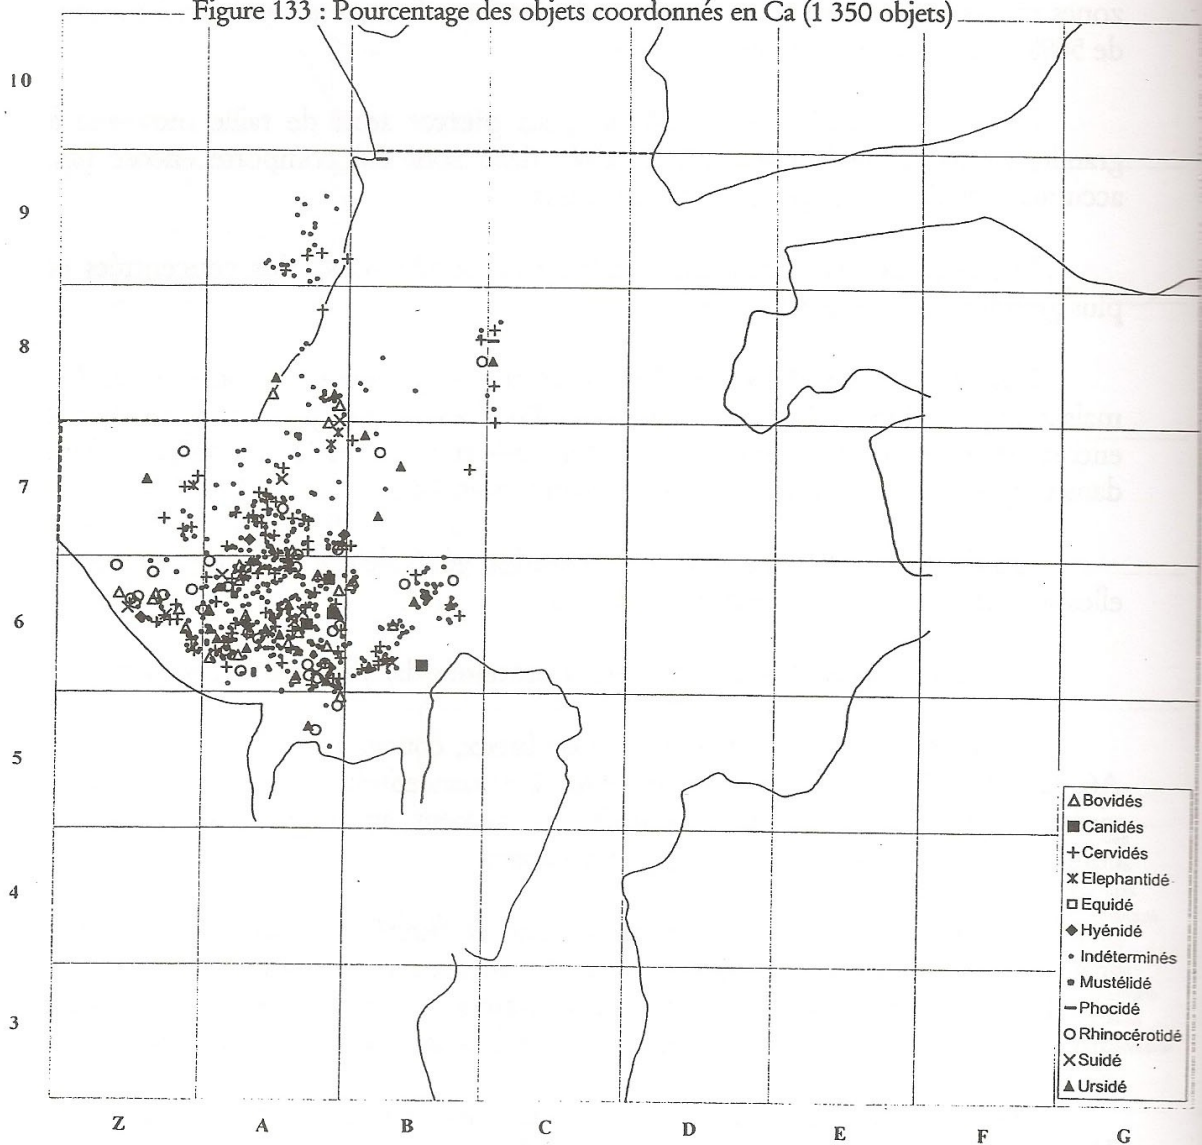 Figure 133 : Pourcentage des objets coordonnés en Ca (1 350 objets)
10
9
8
7
6
5
4
3
Bovidés
Canidés
Cervidés
Elephantidé
Equidé
Hyénidé
Indéterminés
Mustélidé
Phocidé
Rhinocérotidé
Suidé
Ursidé
Z A B C D E F G